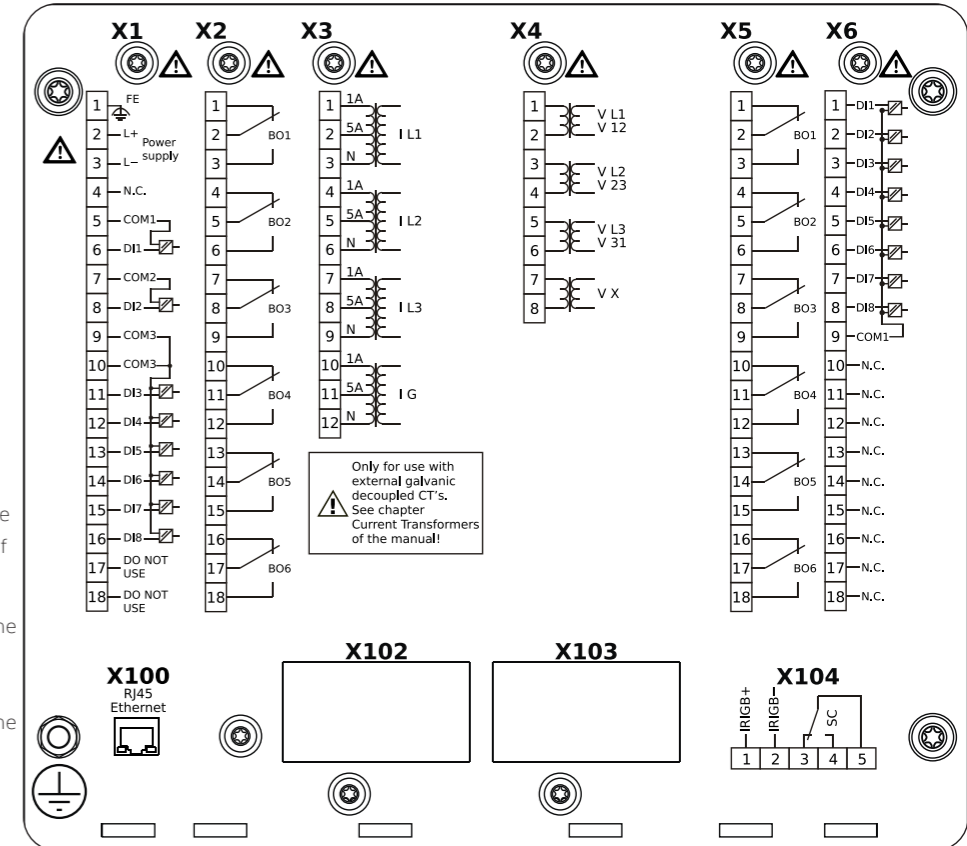 X1
X2
X3
X4
X5
X6
1 FE
2 L+ Power
3 L− supply
4 N.C.
5 COM1
6 DI1
7 COM2
8 DI2
9 COM3
10 COM3
11 DI3
12 DI4
13 DI5
14 DI6
15 DI7
16 DI8
17 DO NOT
USE
18 DO NOT
USE
1
2 BO1
3
4
5 BO2
6
7
8 BO3
9
10
11 BO4
12
13
14 BO5
15
16
17 BO6
18
1 1A
2 5A I L1
3 N
4 1A
5 5A I L2
6 N
7 1A
8 5A I L3
9 N
10 1A
11 5A I G
12 N
Only for use with
external galvanic
decoupled CT's.
See chapter
Current Transformers
of the manual!
1 V L1
2 V 12
3 V L2
4 V 23
5 V L3
6 V 31
7 V X
8
1
2 BO1
3
4
5 BO2
6
7
8 BO3
9
10
11 BO4
12
13
14 BO5
15
16
17 BO6
18
1 DI1
2 DI2
3 DI3
4 DI4
5 DI5
6 DI6
7 DI7
8 DI8
9 COM1
10 N.C.
11 N.C.
12 N.C.
13 N.C.
14 N.C.
15 N.C.
16 N.C.
17 N.C.
18 N.C.
X100
RJ45
Ethernet
X102
X103
X104
IRIGB+
IRIGB−
SC
1 2 3 4 5